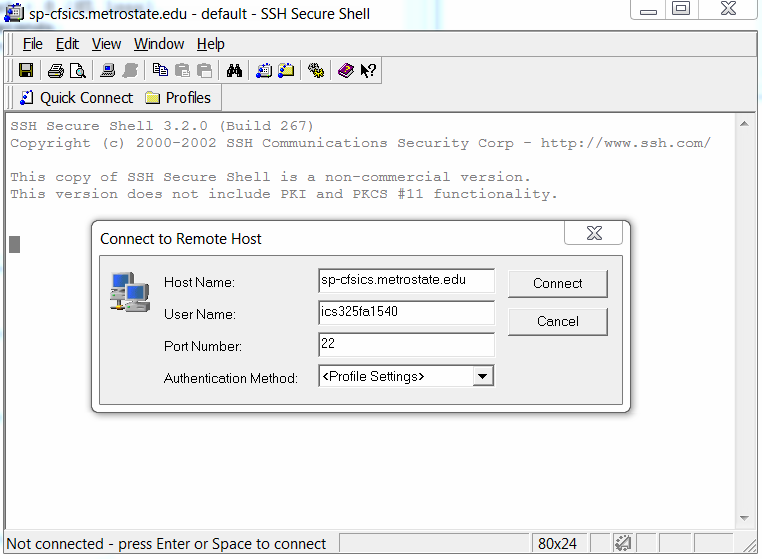 sp-cfsics.metrostate.edu - default - SSH Secure Shell
File Edit View Window Help
Quick Connect Profiles
SSH Secure Shell 3.2.0 (Build 267)
Copyright (c) 2000-2002 SSH Communications Security Corp - http://www.ssh.com/
This copy of SSH Secure Shell is a non-commercial version.
This version does not include PKI and PKCS #11 functionality.
Connect to Remote Host
Host Name: sp-cfsics.metrostate.edu Connect
User Name: ics325fa1540
Cancel
Port Number: 22
Authentication Method: <Profile Settings>
Not connected - press Enter or Space to connect 80x24